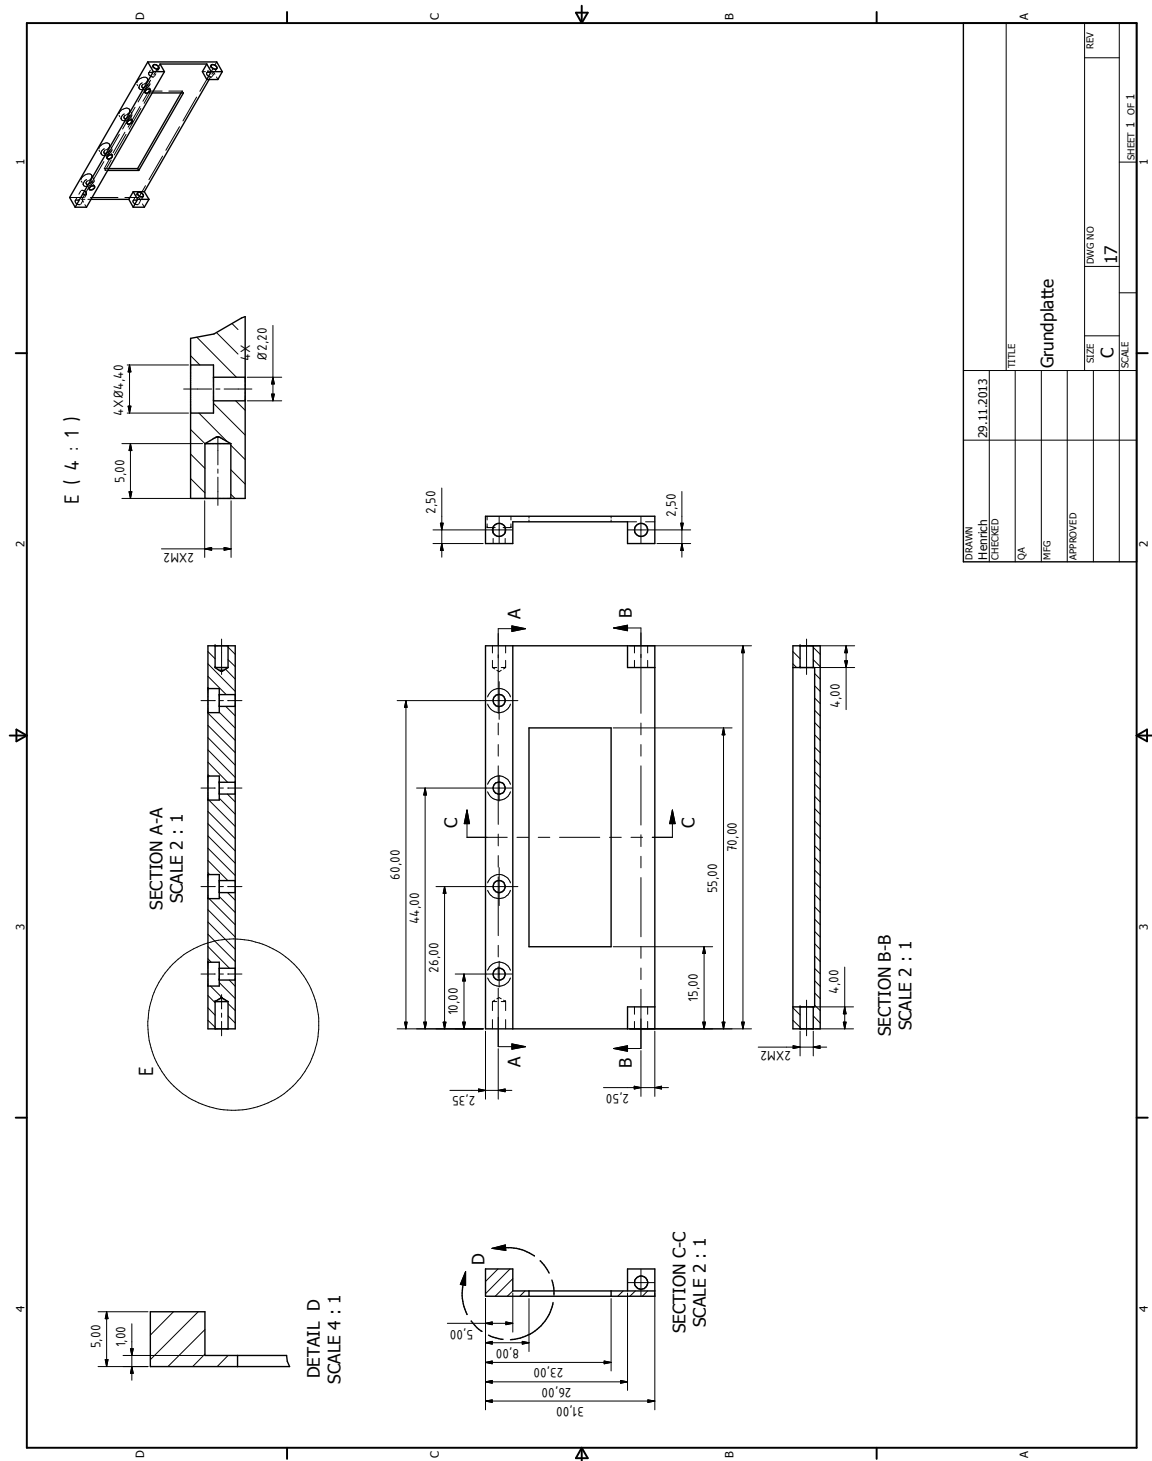 D
C
B
A
1
2
3
4
D
C
B
A
1
2
3
4
DETAIL D
SCALE 4 : 1
5,00
1,00
E
SECTION A-A
SCALE 2 : 1
E ( 4 : 1 )
5,00
4XØ4,40
4X
Ø2,20
2XM2
D
5,00
8,00
23,00
26,00
31,00
SECTION C-C
SCALE 2 : 1
60,00
44,00
26,00
10,00
2,35
2,50
A
A
B
B
C
C
15,00
55,00
70,00
2,50
2,50
2XM2
4,00
4,00
SECTION B-B
SCALE 2 : 1
DRAWN
Henrich
29.11.2013
CHECKED
QA
MFG
APPROVED
TITLE
Grundplatte
SIZE
C
DWG NO
17
REV
SCALE
SHEET 1 OF 1